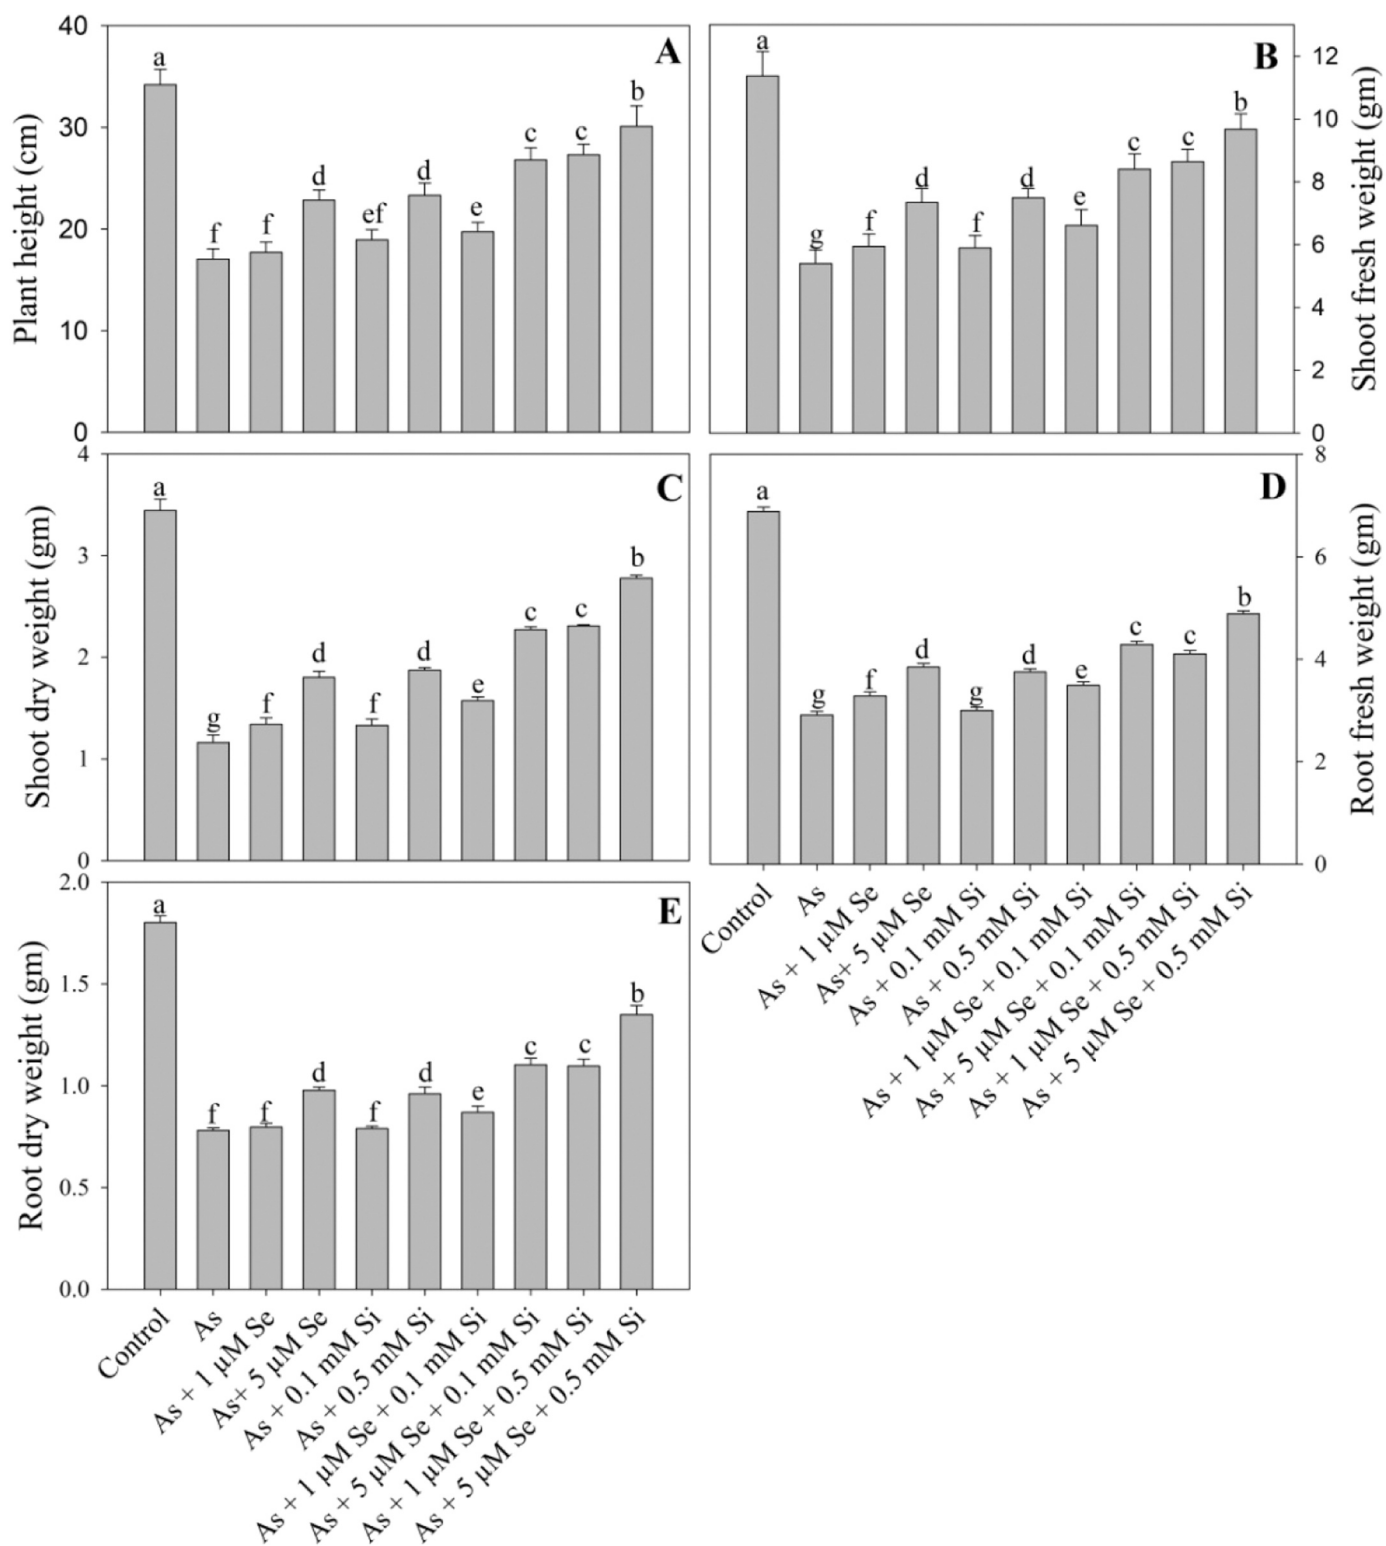 A
Plant height (cm)
40
30
20
10
0
a
f
f
d
ef
d
e
c
c
b
B
Shoot fresh weight (gm)
12
10
8
6
4
2
0
a
g
f
d
f
d
e
c
c
b
C
Shoot dry weight (gm)
4
3
2
1
0
a
g
f
d
f
d
e
c
c
b
D
Root fresh weight (gm)
8
6
4
2
0
a
g
f
d
g
d
e
c
c
b
Control
As
As + 1 µM Se
As+ 5 µM Se
As + 0.1 mM Si
As + 0.5 mM Si
As + 1 µM Se + 0.1 mM Si
As + 5 µM Se + 0.1 mM Si
As + 1 µM Se + 0.5 mM Si
As + 5 µM Se + 0.5 mM Si
E
Root dry weight (gm)
2.0
1.5
1.0
0.5
0.0
a
f
f
d
f
d
e
c
c
b
Control
As
As + 1 µM Se
As+ 5 µM Se
As + 0.1 mM Si
As + 0.5 mM Si
As + 1 µM Se + 0.1 mM Si
As + 5 µM Se + 0.1 mM Si
As + 1 µM Se + 0.5 mM Si
As + 5 µM Se + 0.5 mM Si